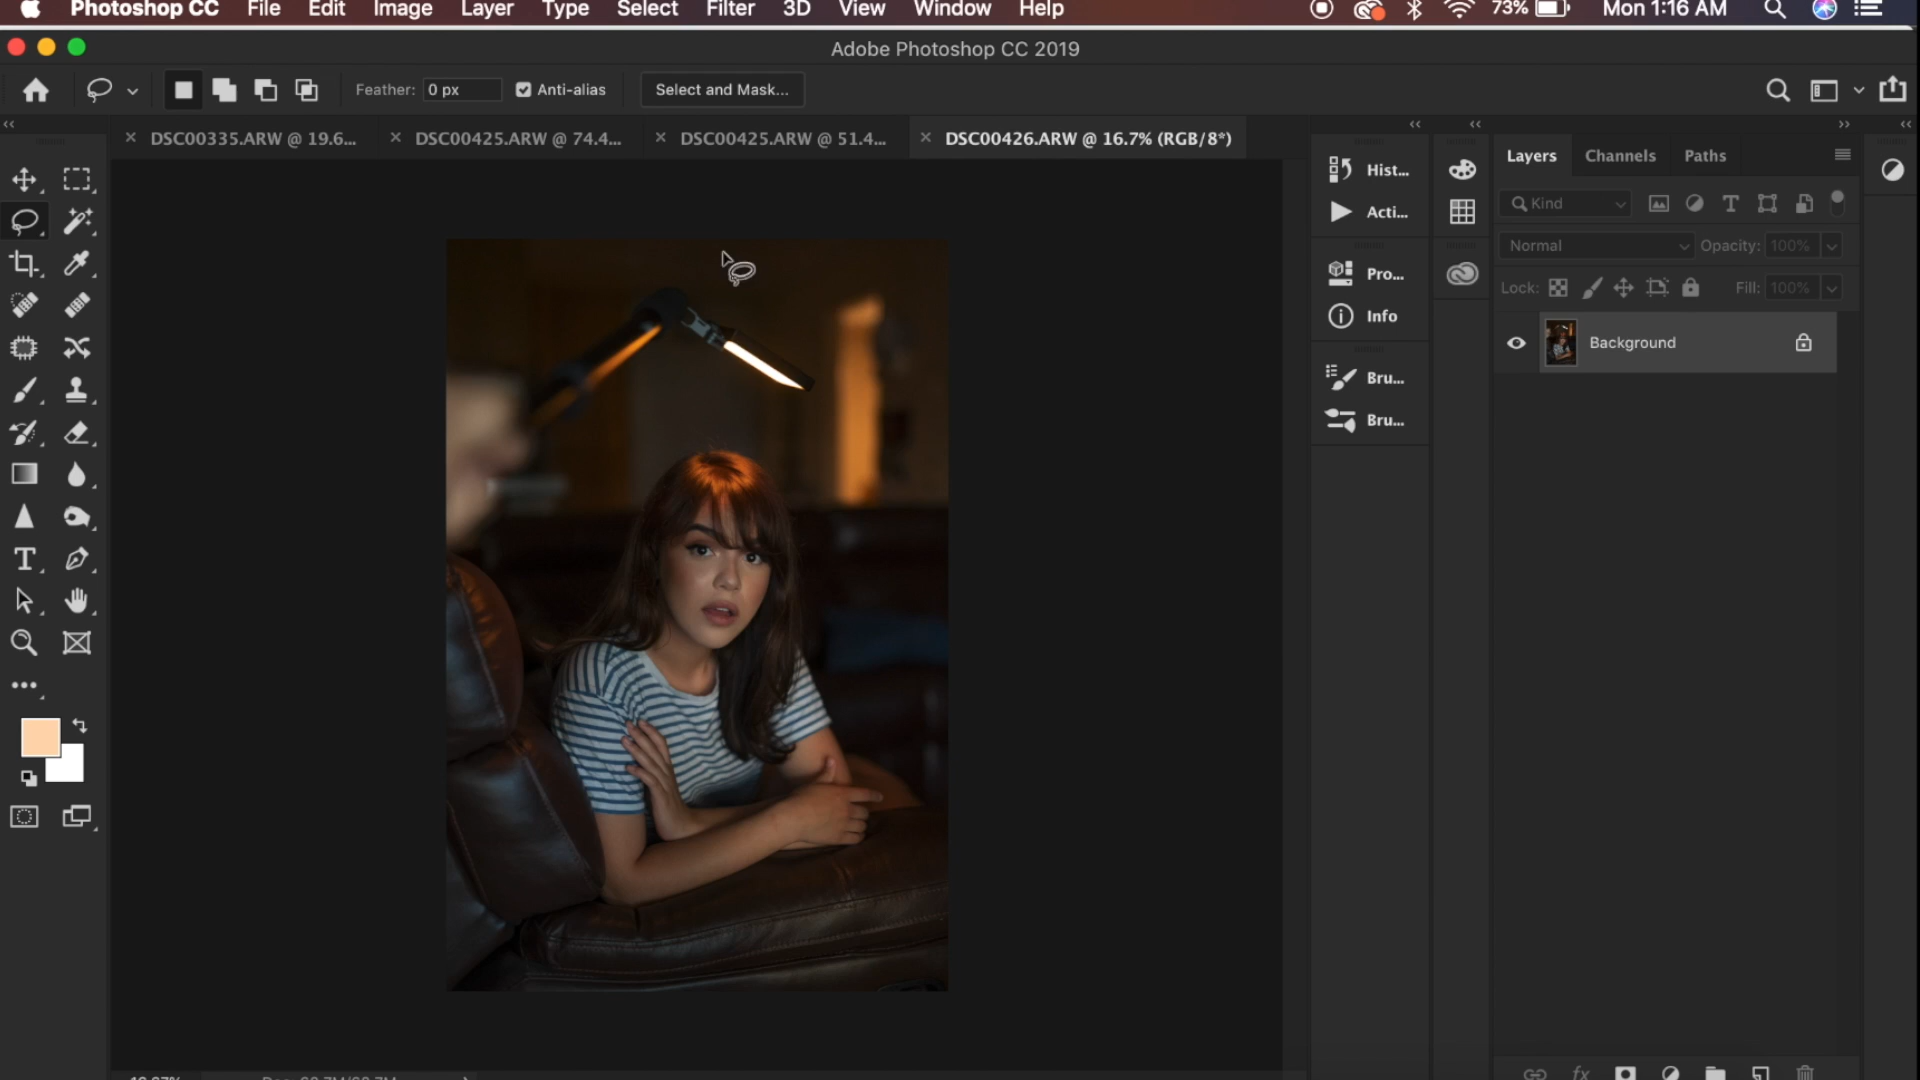 Photoshop CC File Edit Image Layer Type Select Filter 3D View Window Help 73% Mon 1:16 AM
Adobe Photoshop CC 2019
Feather: 0 px Anti-alias Select and Mask...
DSC00335.ARW @ 19.6... DSC00425.ARW @ 74.4... DSC00425.ARW @ 51.4... DSC00426.ARW @ 16.7% (RGB/8*)
Layers Channels Paths
Hist...
Kind
Acti...
Normal Opacity: 100%
Pro...
Lock: Fill: 100%
Info
Background
Bru...
Bru...